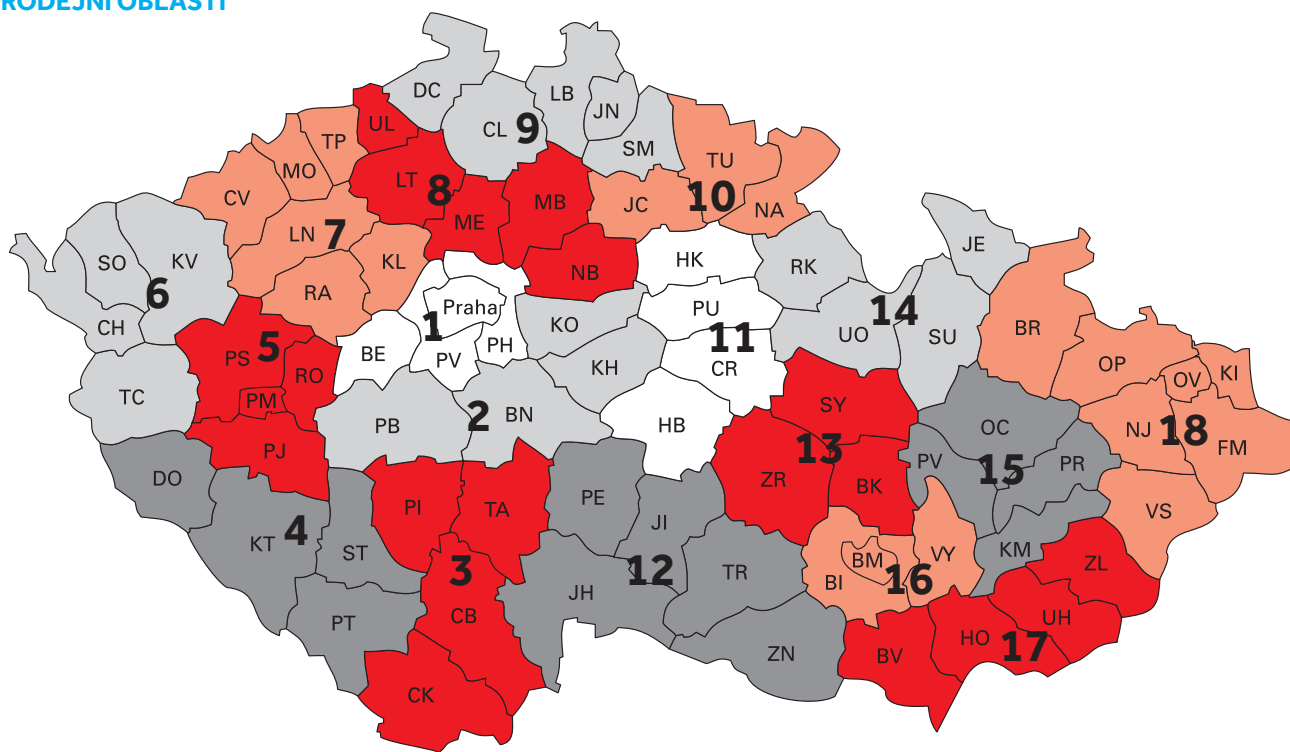 RODEJNÍ OBLASTI
DC
LB
JN
UL
CL
9
TP
SM
MO
TU
LT
8
CV
MB
JC
10
NA
ME
LN
7
JE
SO
KV
KL
HK
RK
NB
6
RA
Praha
PU
14
CH
1
KO
UO
SU
BR
5
PH
11
PS
BE
PV
KH
CR
OP
RO
OV
KI
TC
PM
SY
2
BN
PB
HB
OC
NJ
18
PJ
13
FM
PV
15
PR
DO
ZR
BK
PI
TA
PE
VS
JI
KT
4
ST
KM
BM
VY
ZL
3
12
TR
BI
16
JH
CB
UH
PT
HO
17
ZN
BV
CK